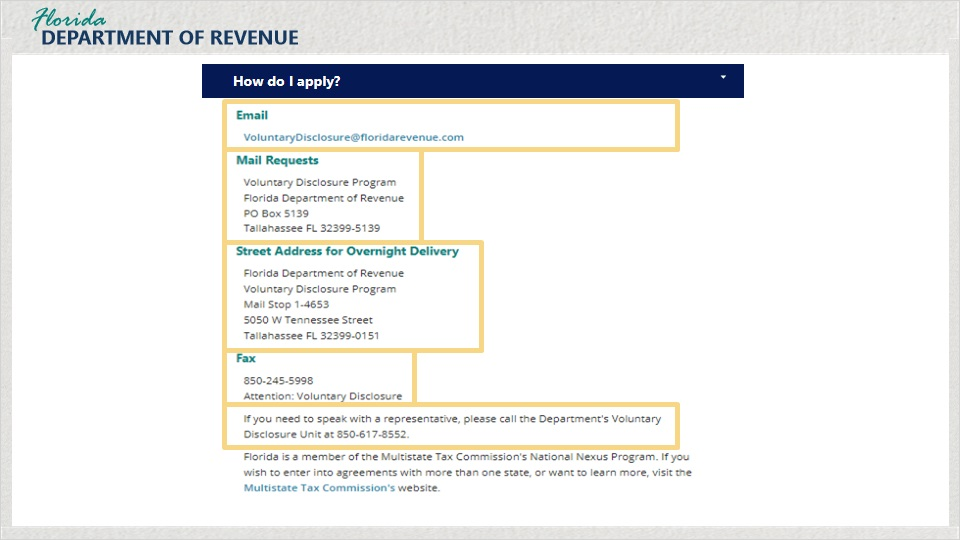 Florida
DEPARTMENT OF REVENUE
How do I apply?
Email
VoluntaryDisclosure@floridarevenue.com
Mail Requests
Voluntary Disclosure Program
Florida Department of Revenue
PO Box 5139
Tallahassee FL 32399-5139
Street Address for Overnight Delivery
Florida Department of Revenue
Voluntary Disclosure Program
Mail Stop 1-4653
5050 W Tennessee Street
Tallahassee FL 32399-0151
Fax
850-245-5998
Attention: Voluntary Disclosure
If you need to speak with a representative, please call the Department's Voluntary
Disclosure Unit at 850-617-8552.
Florida is a member of the Multistate Tax Commission's National Nexus Program. If you
wish to enter into agreements with more than one state, or want to learn more, visit the
Multistate Tax Commission's website.